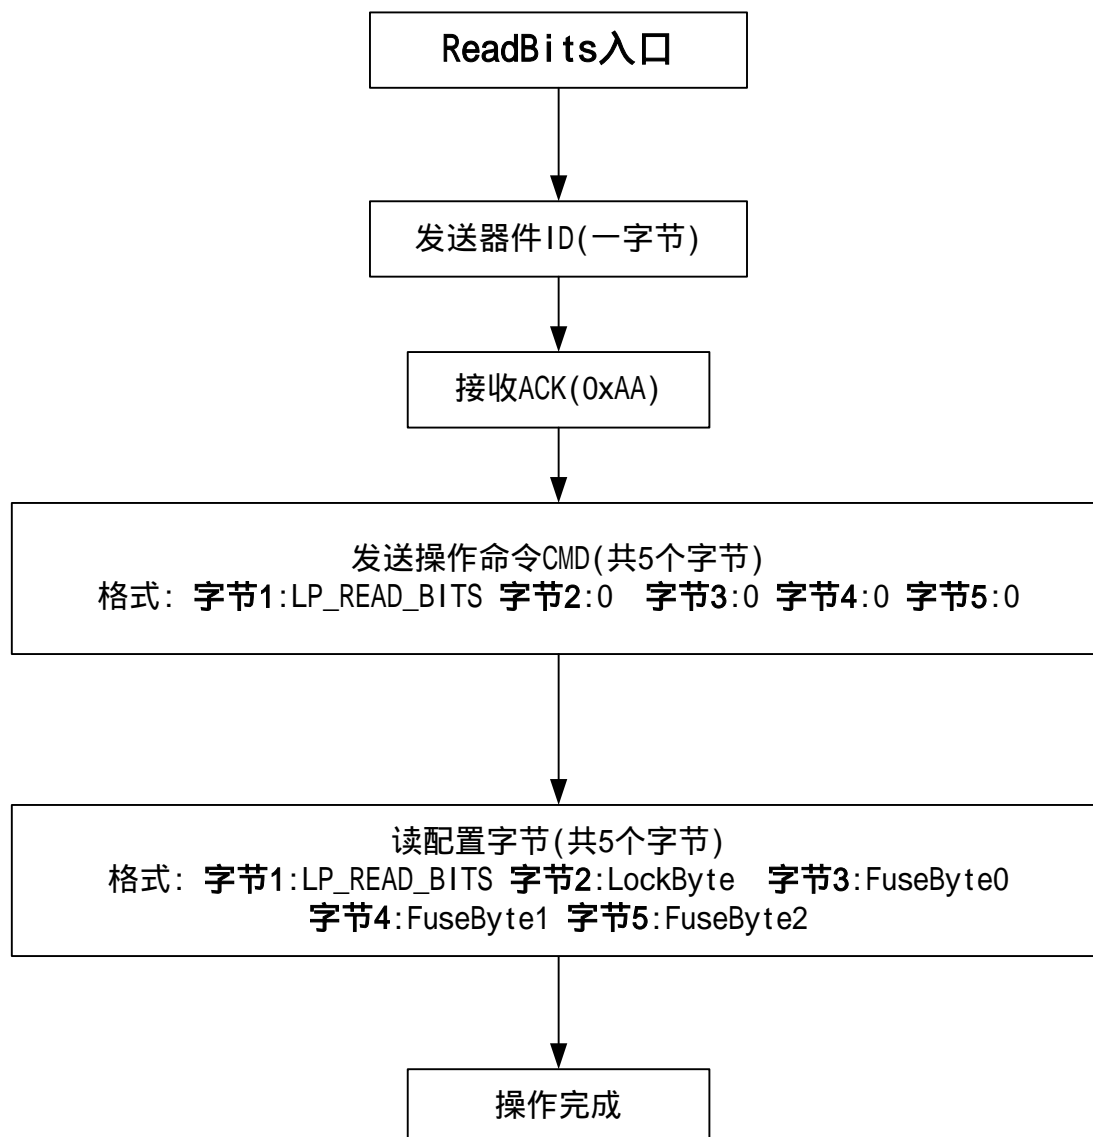 ReadBits入口
发送器件ID(一字节)
接收ACK(0xAA)
发送操作命令CMD(共5个字节)
格式: 字节1:LP_READ_BITS 字节2:0 字节3:0 字节4:0 字节5:0
读配置字节(共5个字节)
格式: 字节1:LP_READ_BITS 字节2:LockByte 字节3:FuseByte0
字节4:FuseByte1 字节5:FuseByte2
操作完成